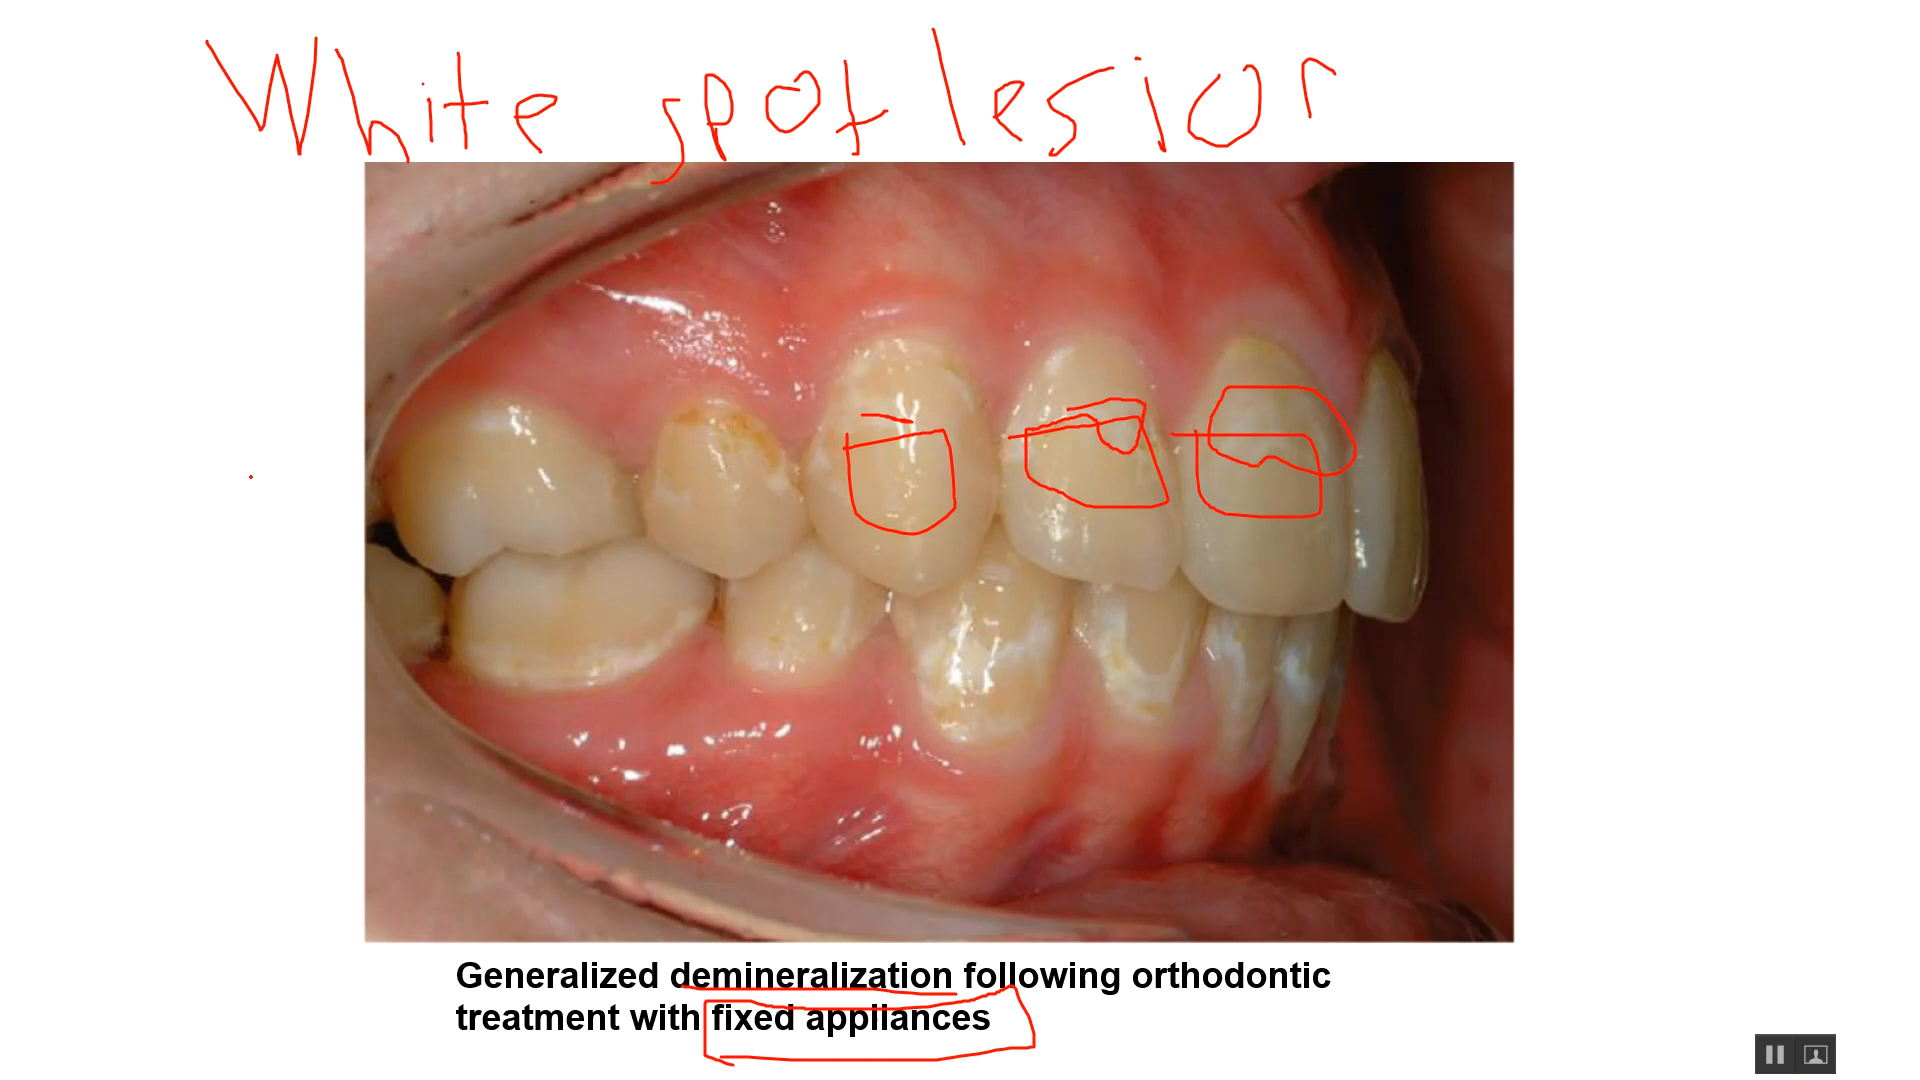 White spot lesion
Generalized demineralization following orthodontic
treatment with fixed appliances